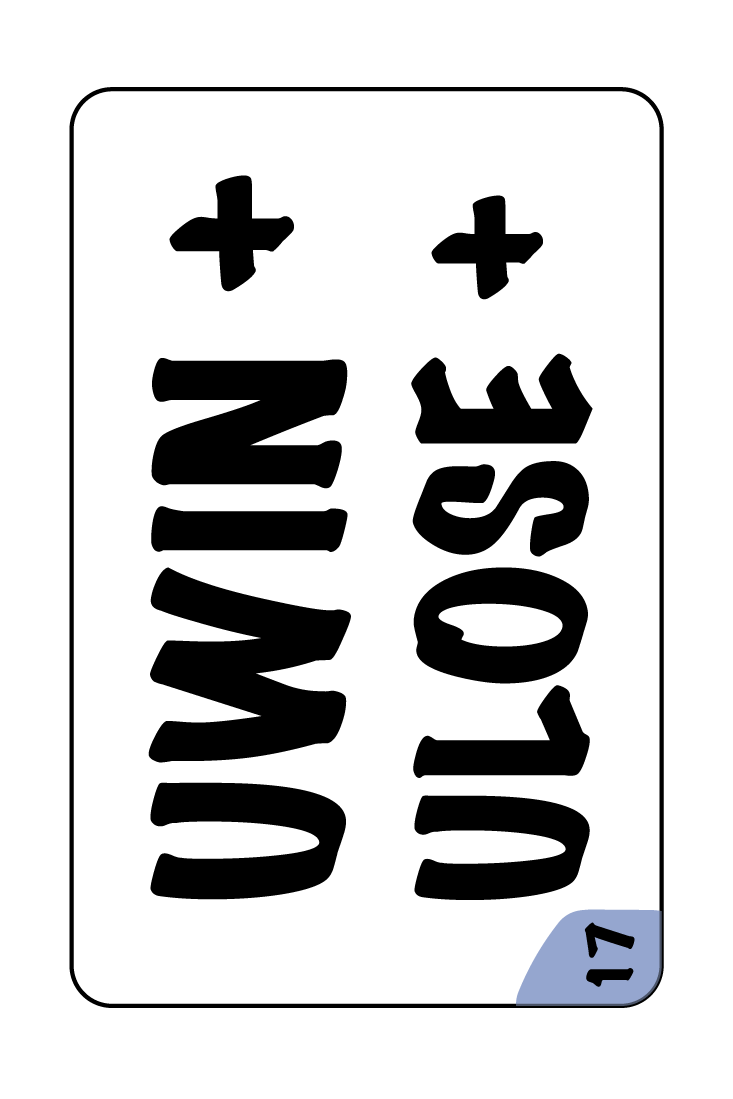 UWIN +
ULOSE +
17